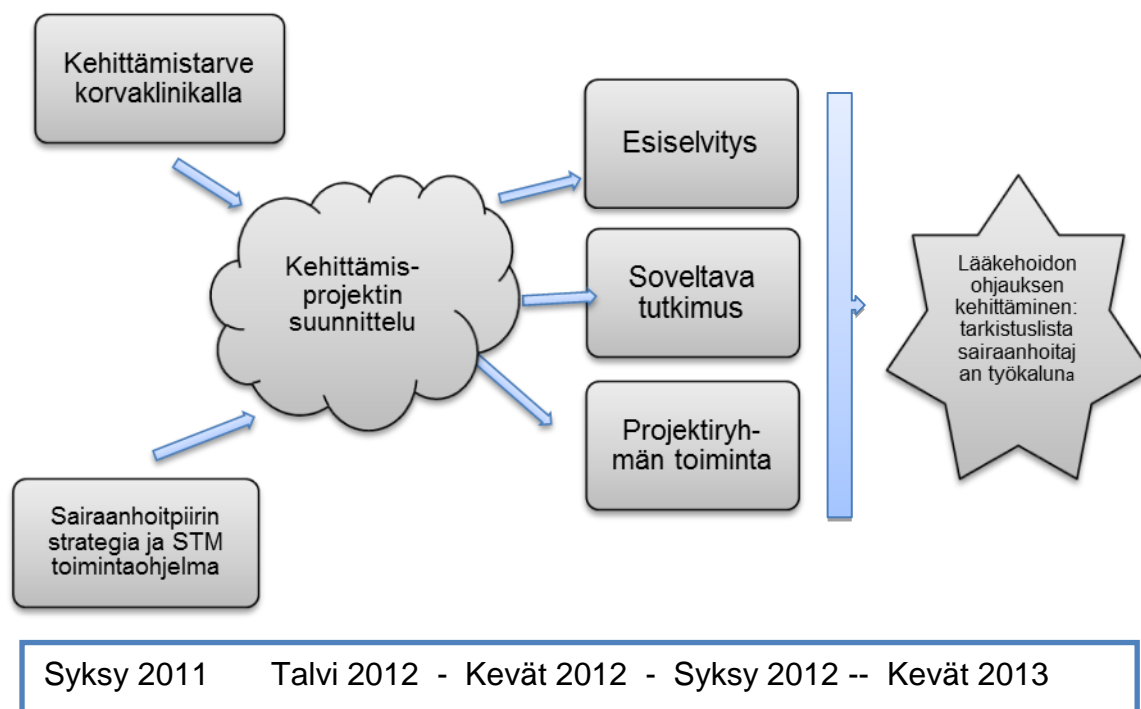 Kehittämistarve
korvaklinikalla
Kehittämis-
projektin
suunnittelu
Sairaanhoitpiirin
strategia ja STM
toimintaohjelma
Esiselvitys
Soveltava
tutkimus
Projektiryh-
män toiminta
Lääkehoidon
ohjauksen
kehittäminen:
tarkistuslista
sairaanhoitaj
an työkaluna
Syksy 2011 Talvi 2012 - Kevät 2012 - Syksy 2012 -- Kevät 2013